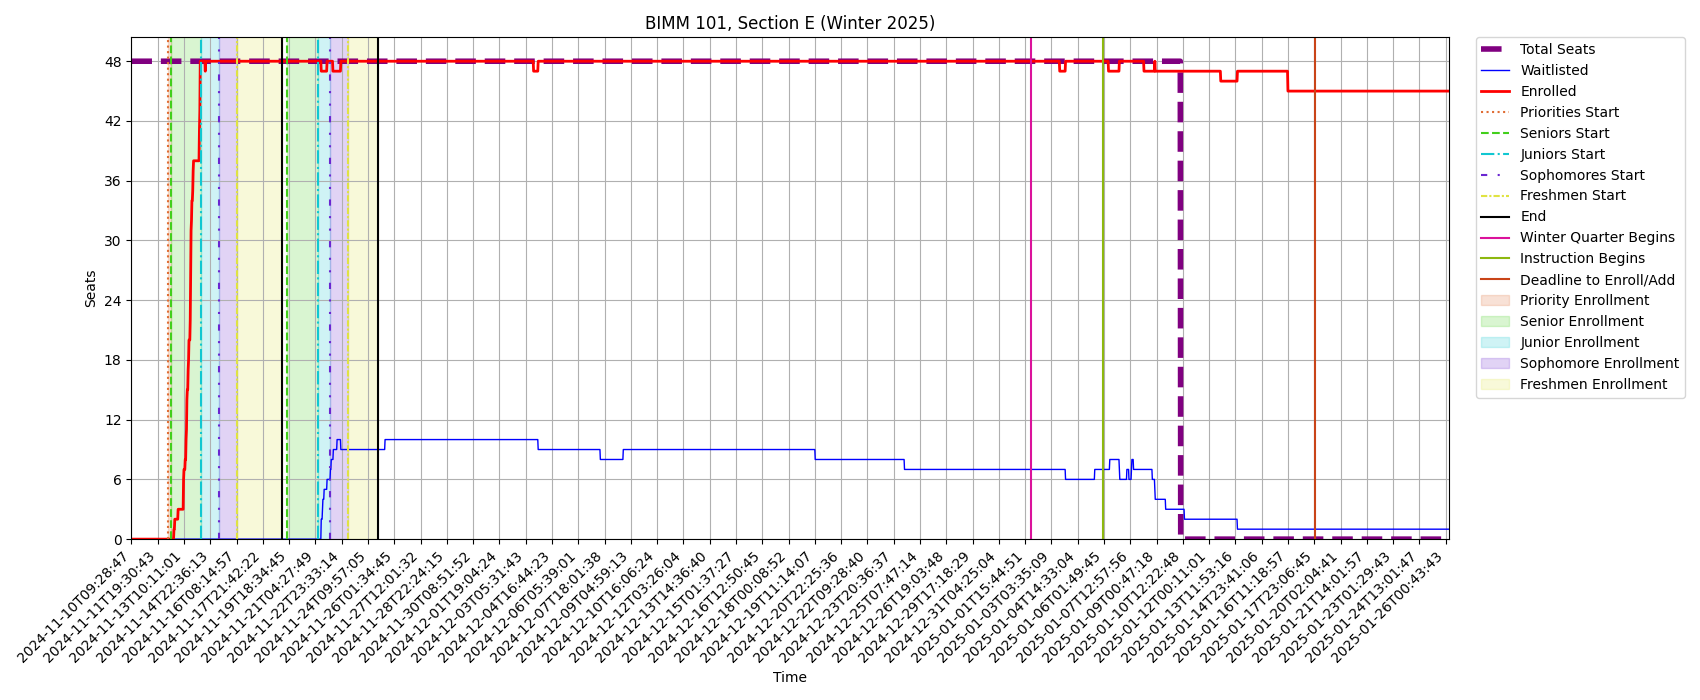 BIMM 101, Section E (Winter 2025)
Seats
48
42
36
30
24
18
12
6
0
2024-11-10T09:28:47
2024-11-11T19:30:43
2024-11-13T10:11:01
2024-11-14T22:36:13
2024-11-16T08:14:57
2024-11-17T21:42:22
2024-11-19T18:34:45
2024-11-21T04:27:49
2024-11-22T23:33:14
2024-11-24T09:57:05
2024-11-26T01:34:45
2024-11-27T12:01:32
2024-11-28T22:24:15
2024-11-30T08:51:52
2024-12-01T19:04:24
2024-12-03T05:31:43
2024-12-04T16:44:23
2024-12-06T05:39:01
2024-12-07T18:01:38
2024-12-09T04:59:13
2024-12-10T16:06:24
2024-12-12T03:26:04
2024-12-13T14:36:40
2024-12-15T01:37:27
2024-12-16T12:50:45
2024-12-18T00:08:52
2024-12-19T11:14:07
2024-12-20T22:25:36
2024-12-22T09:28:40
2024-12-23T20:36:37
2024-12-25T07:47:14
2024-12-26T19:03:48
2024-12-29T17:18:29
2024-12-31T04:25:04
2025-01-01T15:44:51
2025-01-03T03:35:09
2025-01-04T14:33:04
2025-01-06T01:49:45
2025-01-07T12:57:56
2025-01-09T00:47:18
2025-01-10T12:22:48
2025-01-12T00:11:01
2025-01-13T11:53:16
2025-01-14T23:41:06
2025-01-16T11:18:57
2025-01-17T23:06:45
2025-01-20T02:04:41
2025-01-21T14:01:57
2025-01-23T01:29:43
2025-01-24T13:01:47
2025-01-26T00:43:43
Time
Total Seats
Waitlisted
Enrolled
Priorities Start
Seniors Start
Juniors Start
Sophomores Start
Freshmen Start
End
Winter Quarter Begins
Instruction Begins
Deadline to Enroll/Add
Priority Enrollment
Senior Enrollment
Junior Enrollment
Sophomore Enrollment
Freshmen Enrollment